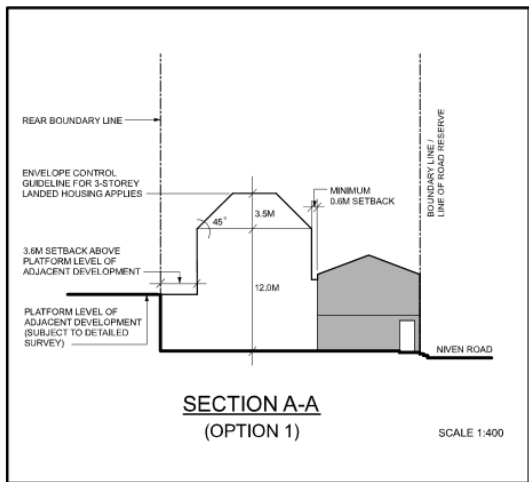 REAR BOUNDARY LINE
ENVELOPE CONTROL
GUIDELINE FOR 3-STOREY
LANDED HOUSING APPLIES
MINIMUM
0.6M SETBACK
BOUNDARY LINE /
LINE OF ROAD RESERVE
45°
3.5M
3.6M SETBACK ABOVE
PLATFORM LEVEL OF
ADJACENT DEVELOPMENT
12.0M
PLATFORM LEVEL OF
ADJACENT DEVELOPMENT
(SUBJECT TO DETAILED
SURVEY)
NIVEN ROAD
SECTION A-A
(OPTION 1)
SCALE 1:400